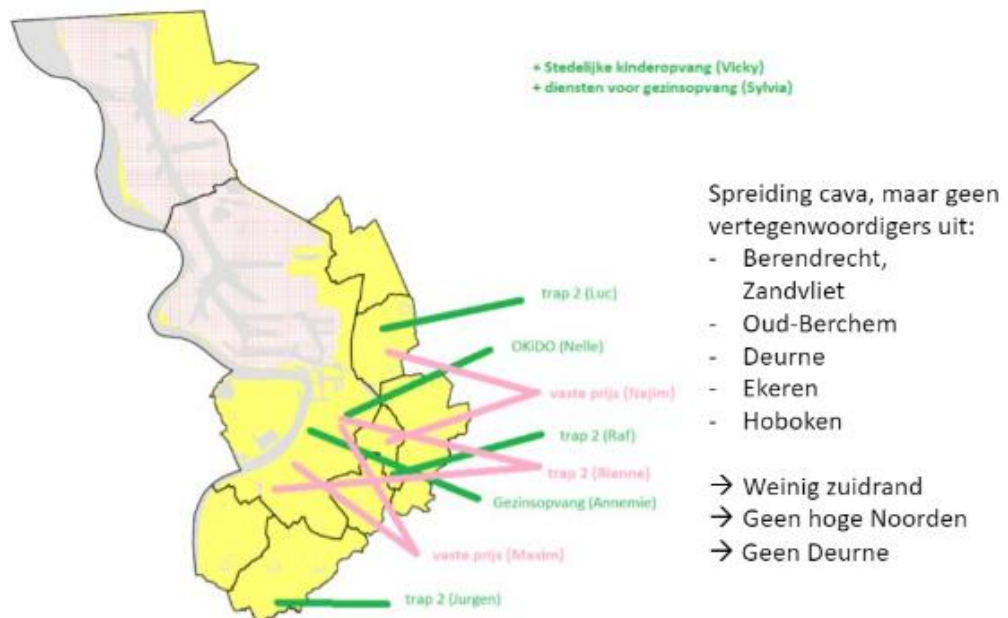 + Stedelijke kinderopvang (Vicky)
+ diensten voor gezinsopvang (Sylvia)
Spreiding cava, maar geen
vertegenwoordigers uit:
- Berendrecht,
Zandvliet
- Oud-Berchem
- Deurne
- Ekeren
- Hoboken
→ Weinig zuidrand
→ Geen hoge Noorden
→ Geen Deurne
trap 2 (Luc)
OKiDO (Nelle)
vaste prijs (Najim)
trap 2 (Raf)
trap 2 (Rianne)
Gezinsopvang (Annemie)
vaste prijs (Maxim)
trap 2 (Jurgen)